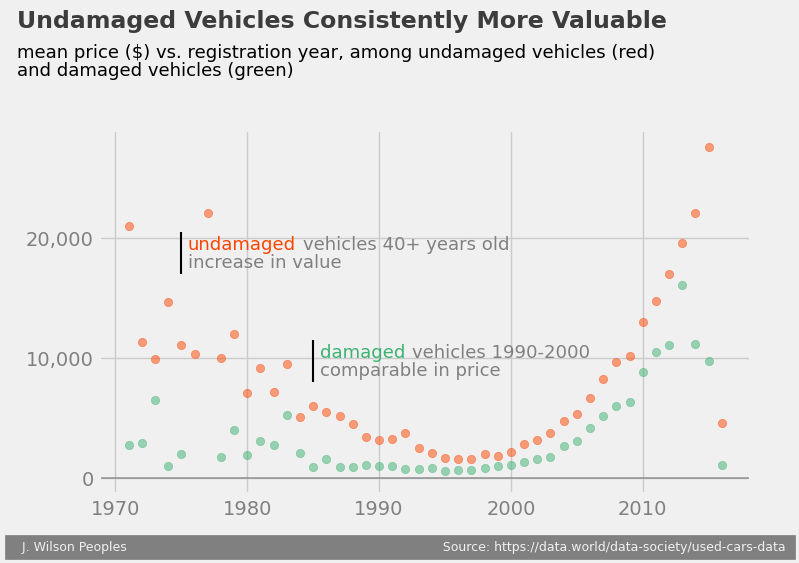 Undamaged Vehicles Consistently More Valuable
mean price ($) vs. registration year, among undamaged vehicles (red)
and damaged vehicles (green)
20,000
undamaged vehicles 40+ years old
increase in value
10,000
damaged vehicles 1990-2000
comparable in price
0
1970 1980 1990 2000 2010
J. Wilson Peoples Source: https://data.world/data-society/used-cars-data